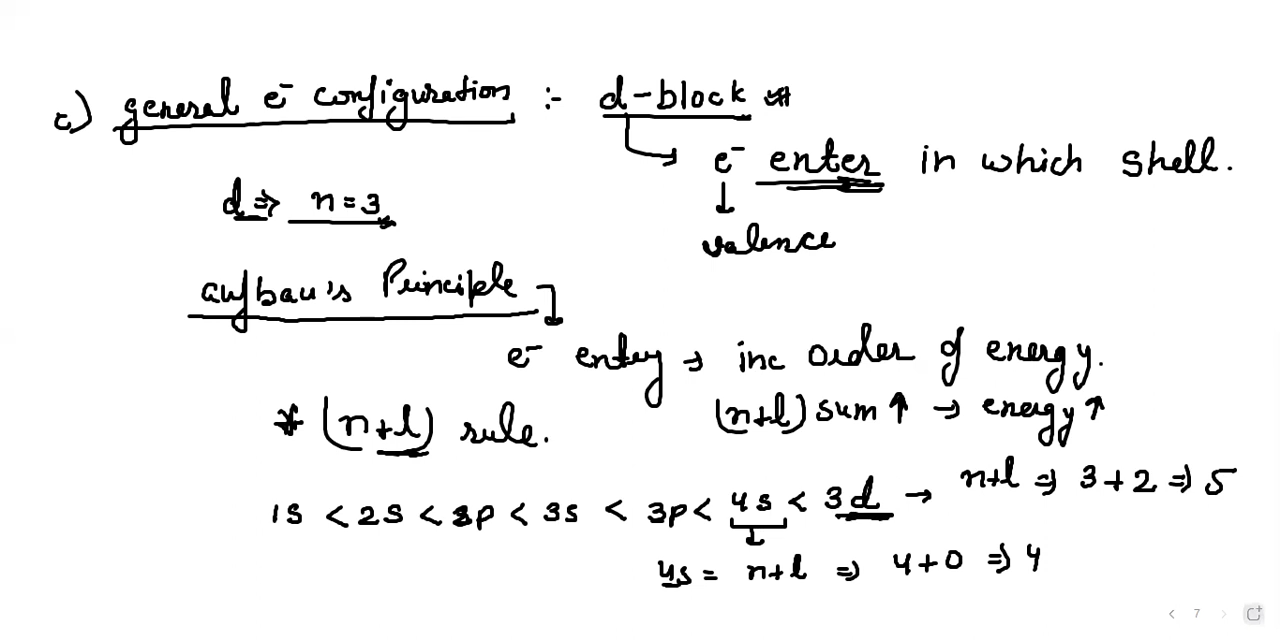 c) general e⁻ configuration :- d-block *
e⁻ enter in which shell.
d ⇒ n=3
valence
aufbau's Principle
e⁻ entry → inc order of energy.
* (n+l) rule.
(n+l) sum ↑ → energy ↑
1s < 2s < 2p < 3s < 3p < 4s < 3d → n+l ⇒ 3+2 ⇒ 5
4s = n+l ⇒ 4+0 ⇒ 4
< 7 >